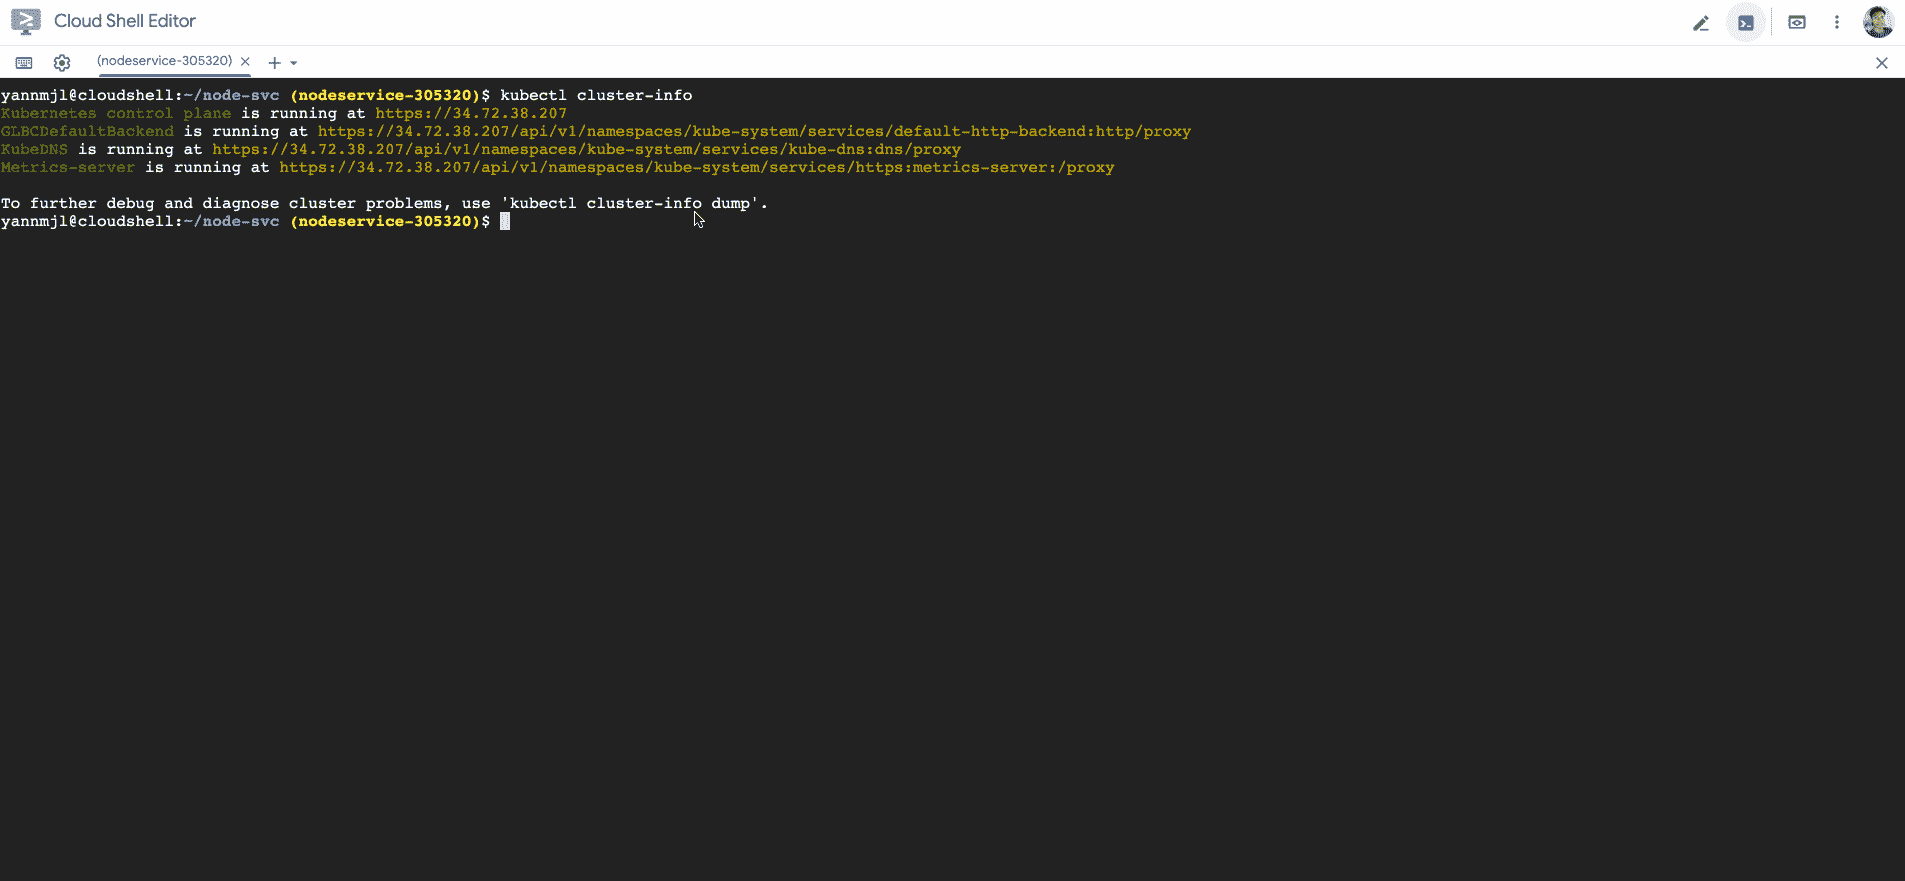 Cloud Shell Editor
(nodeservice-305320)
yannmjl@cloudshell:~/node-svc (nodeservice-305320)$ kubectl cluster-info
Kubernetes control plane is running at https://34.72.38.207
GLBCDefaultBackend is running at https://34.72.38.207/api/v1/namespaces/kube-system/services/default-http-backend:http/proxy
KubeDNS is running at https://34.72.38.207/api/v1/namespaces/kube-system/services/kube-dns:dns/proxy
Metrics-server is running at https://34.72.38.207/api/v1/namespaces/kube-system/services/https:metrics-server:/proxy
To further debug and diagnose cluster problems, use 'kubectl cluster-info dump'.
yannmjl@cloudshell:~/node-svc (nodeservice-305320)$